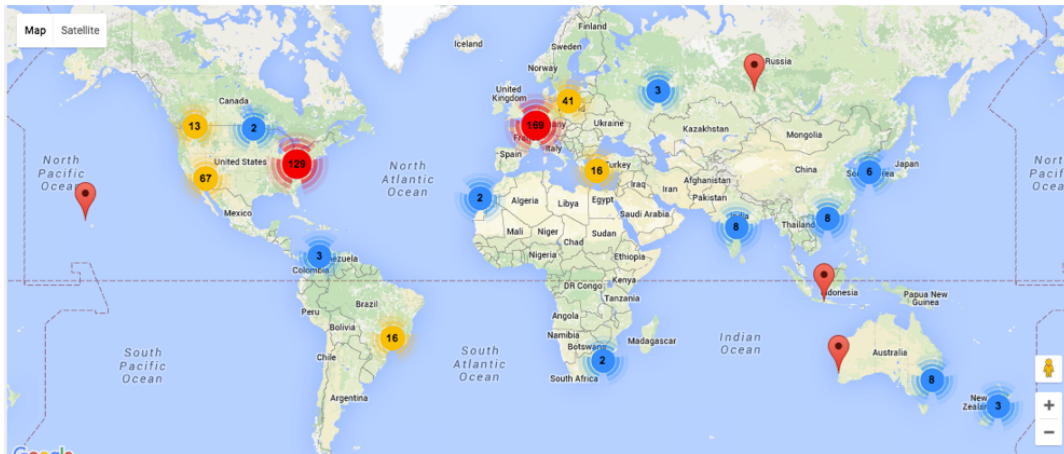 Map
Satellite
Iceland
Finland
Sweden
Norway
Russia
Canada
United
Kingdom
13
2
169
41
3
Ukraine
Kazakhstan
Mongolia
Italy
Spain
United States
129
67
North
Pacific
Ocean
North
Atlantic
Ocean
16
Turkey
China
Japan
6
Afghanistan
Iraq
Iran
Pakistan
Mexico
2
Algeria
Libya
Egypt
Saudi Arabia
India
8
8
Thailand
Mali
Niger
Chad
Sudan
Nigeria
Ethiopia
3
Colombia
DR Congo
Kenya
Tanzania
Papua New
Guinea
Brazil
Peru
Bolivia
16
Angola
Namibia
Botswana
Madagascar
2
South Africa
Indian
Ocean
Australia
8
3
South
Pacific
Ocean
Chile
South
Atlantic
Ocean
Argentina
+
−
Google